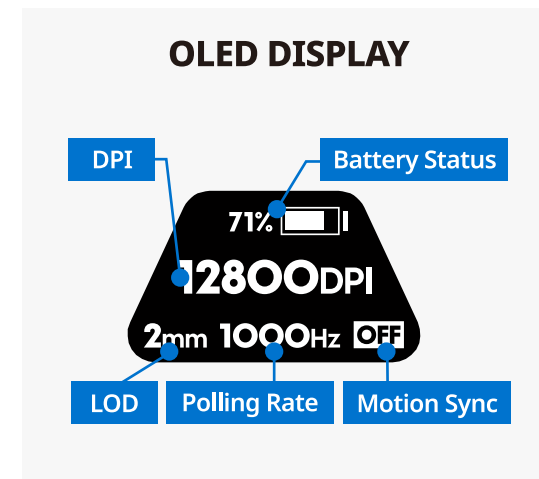 OLED DISPLAY
DPI
Battery Status
71%
12800DPI
2mm 1000Hz OFF
LOD
Polling Rate
Motion Sync